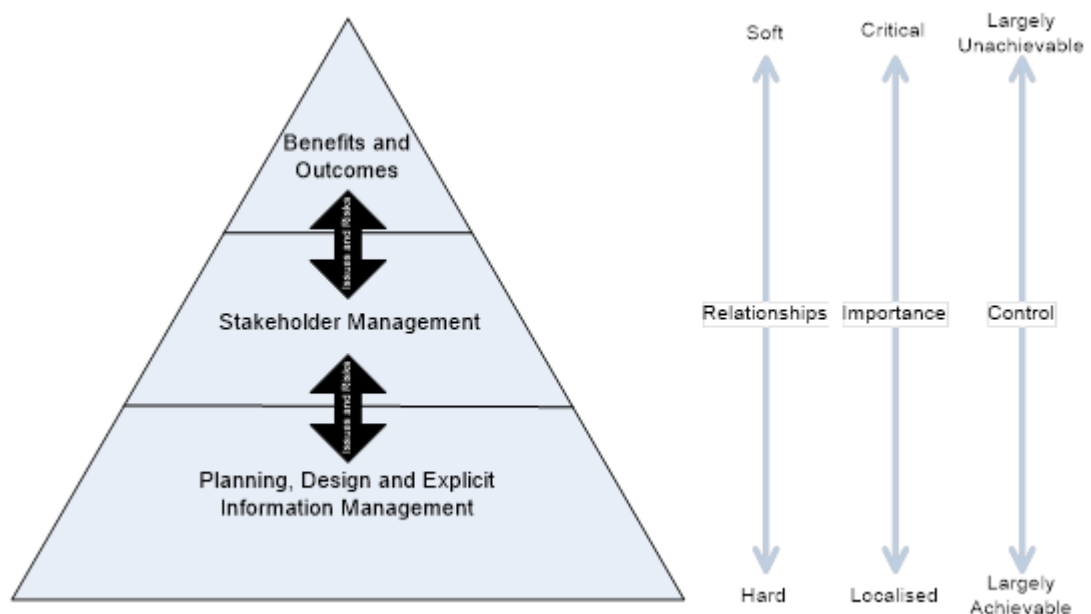 Benefits and
Outcomes
Issues and Risks
Stakeholder Management
Issues and Risks
Planning, Design and Explicit
Information Management
Soft
Critical
Largely
Unachievable
Relationships
Importance
Control
Hard
Localised
Largely
Achievable